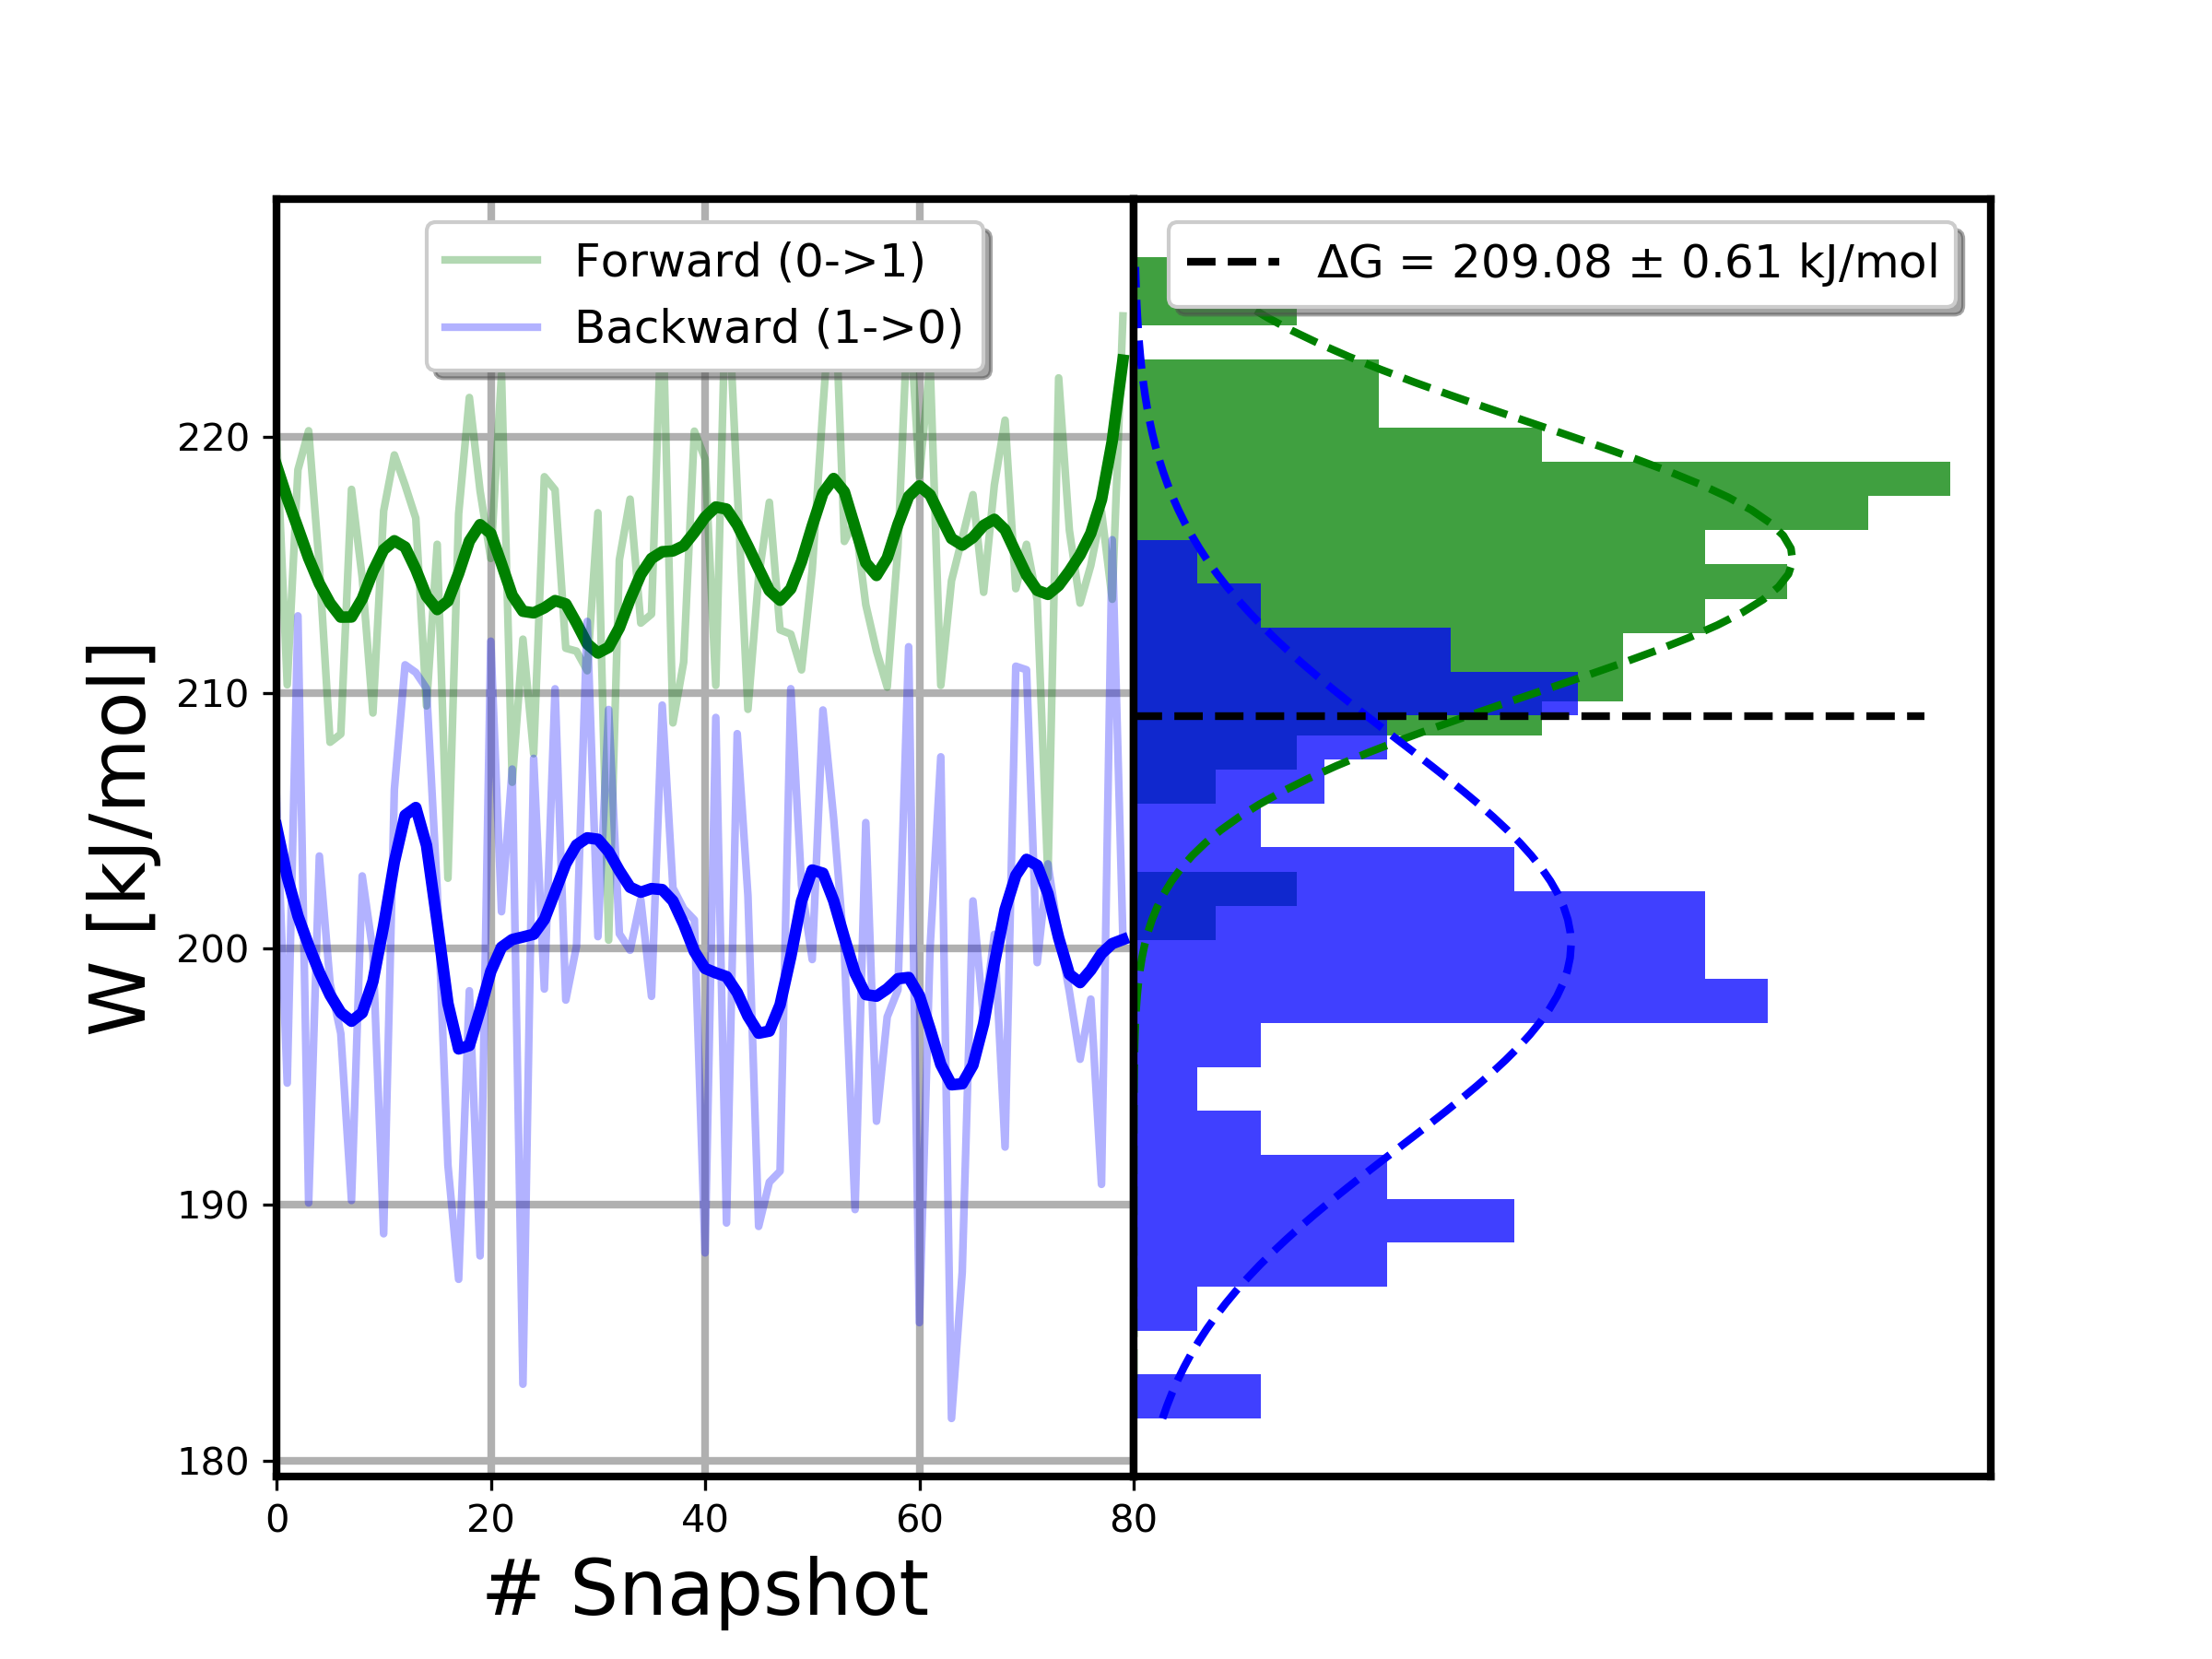 Forward (0->1)
Backward (1->0)
ΔG = 209.08 ± 0.61 kJ/mol
220
210
200
190
180
W [kJ/mol]
0 20 40 60 80
# Snapshot